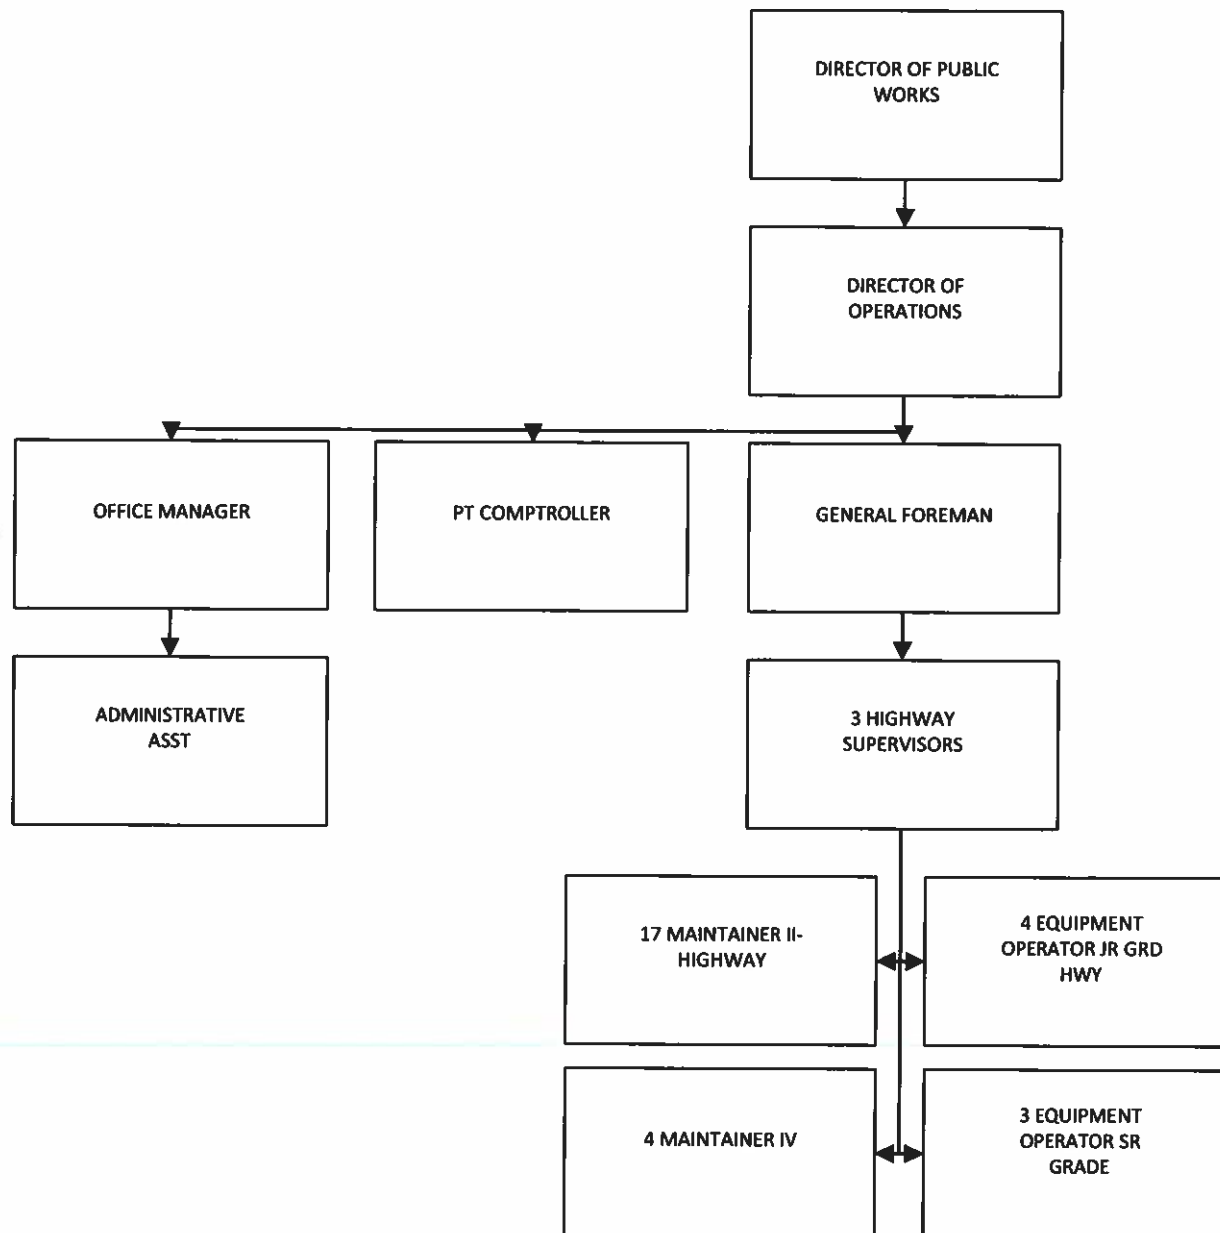 DIRECTOR OF PUBLIC
WORKS
DIRECTOR OF
OPERATIONS
OFFICE MANAGER
PT COMPTROLLER
GENERAL FOREMAN
ADMINISTRATIVE
ASST
3 HIGHWAY
SUPERVISORS
17 MAINTAINER II-
HIGHWAY
4 EQUIPMENT
OPERATOR JR GRD
HWY
4 MAINTAINER IV
3 EQUIPMENT
OPERATOR SR
GRADE